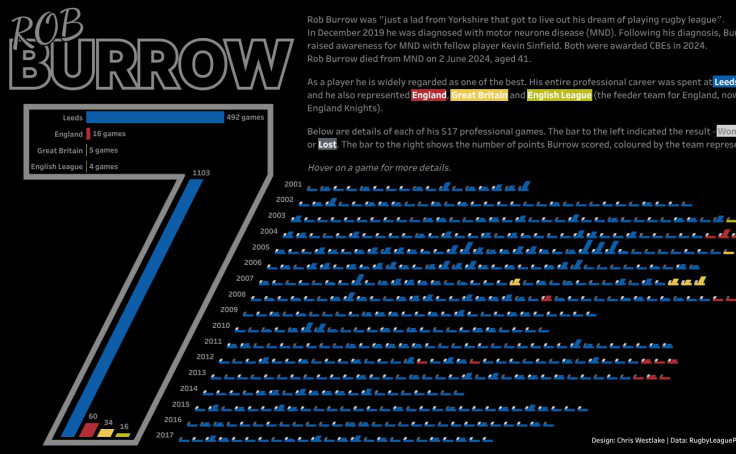 ROB
BURROW
Rob Burrow was "just a lad from Yorkshire that got to live out his dream of playing rugby league".
In December 2019 he was diagnosed with motor neurone disease (MND). Following his diagnosis,
raised awareness for MND with fellow player Kevin Sinfield. Both were awarded CBEs in 2024.
Rob Burrow died from MND on 2 June 2024, aged 41.
As a player he is widely regarded as one of the best. His entire professional career was spent at Leeds
and he also represented England, Great Britain and English League (the feeder team for England, now
England Knights).
Below are details of each of his 517 professional games. The bar to the left indicated the result - Won
or Lost. The bar to the right shows the number of points Burrow scored, coloured by the team
Hover on a game for more details.
Leeds 492 games
England 16 games
Great Britain 5 games
English League 4 games
1103
60
34
16
2001
2002
2003
2004
2005
2006
2007
2008
2009
2010
2011
2012
2013
2014
2015
2016
2017
Design: Chris Westlake | Data: